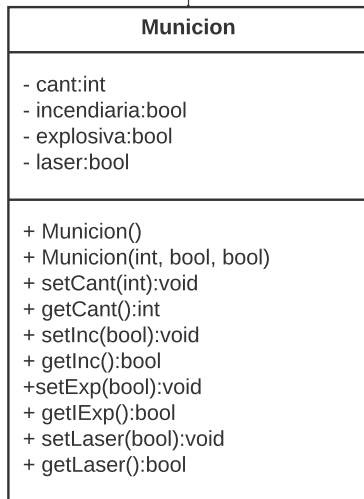 Municion
- cant:int
- incendiaria:bool
- explosiva:bool
- laser:bool
+ Municion()
+ Municion(int, bool, bool)
+ setCant(int):void
+ getCant():int
+ setInc(bool):void
+ getInc():bool
+setExp(bool):void
+ getIExp():bool
+ setLaser(bool):void
+ getLaser():bool